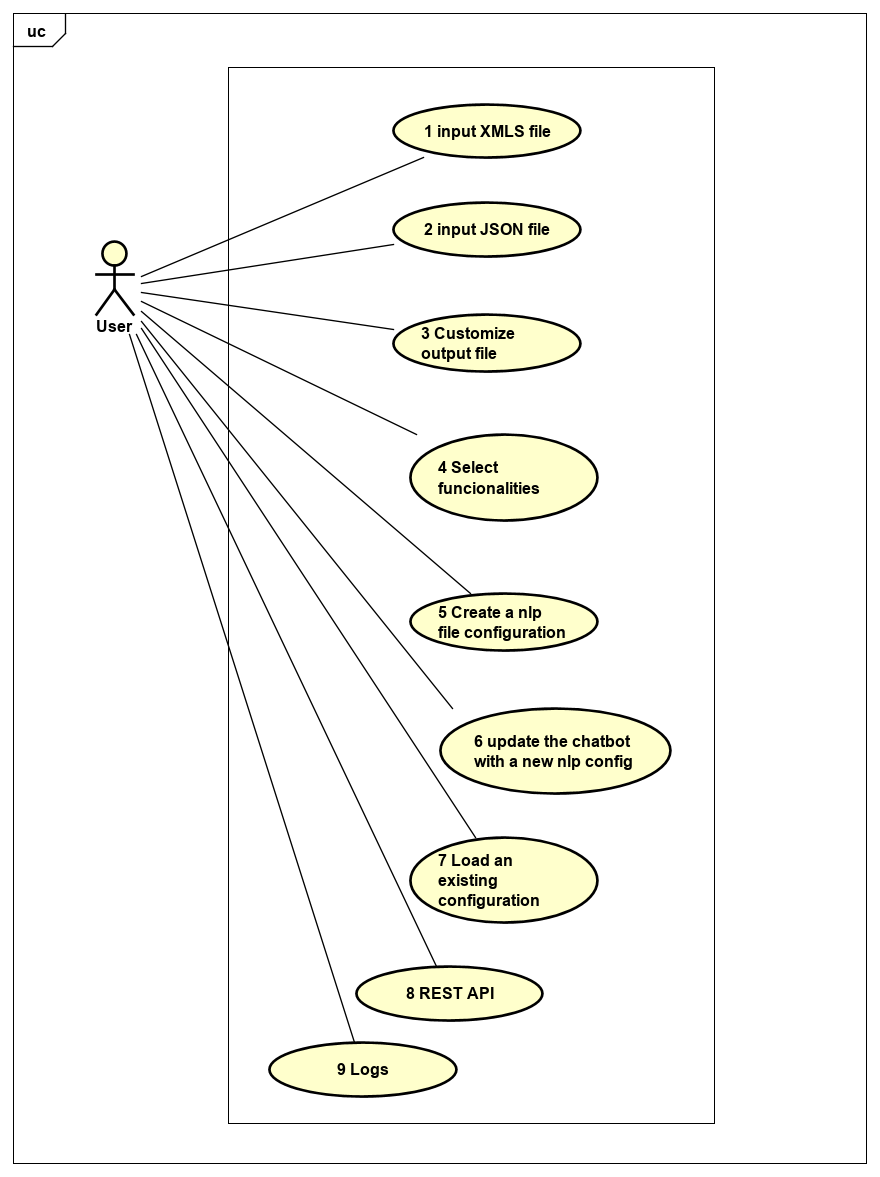 uc
1 input XMLS file
2 input JSON file
User
3 Customize
output file
4 Select
funcionalities
5 Create a nlp
file configuration
6 update the chatbot
with a new nlp config
7 Load an
existing
configuration
8 REST API
9 Logs